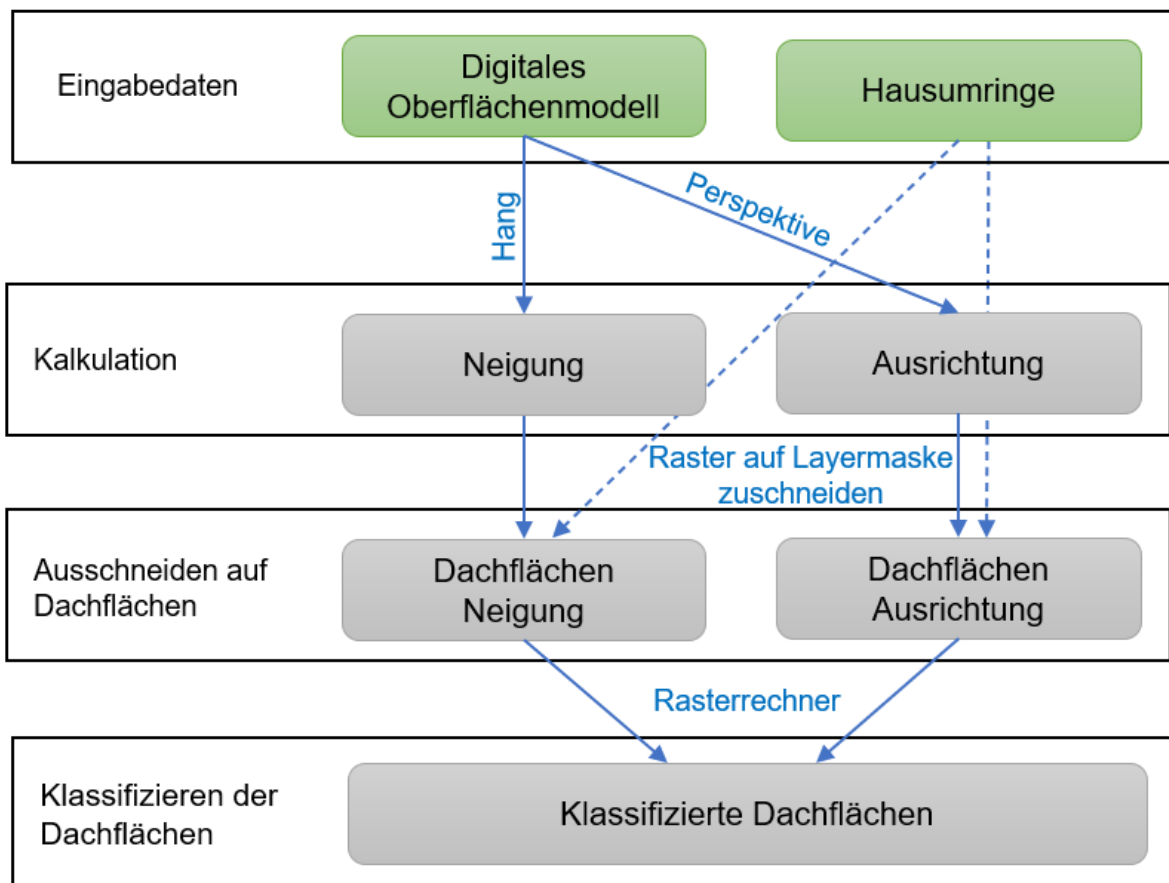 Eingabedaten
Digitales
Oberflächenmodell
Hausumringe
Hang
Perspektive
Kalkulation
Neigung
Ausrichtung
Raster auf Layermaske
zuschneiden
Ausschneiden auf
Dachflächen
Dachflächen
Neigung
Dachflächen
Ausrichtung
Rasterrechner
Klassifizieren der
Dachflächen
Klassifizierte Dachflächen